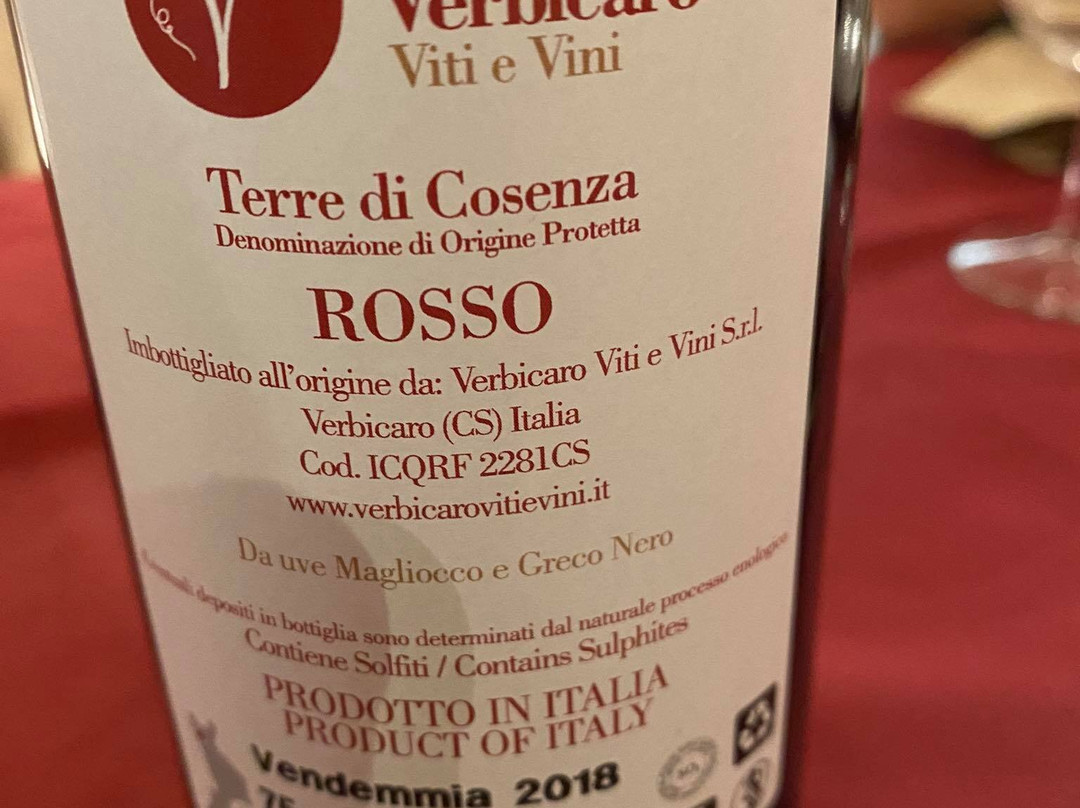 Verbicaro
Viti e Vini
Terre di Cosenza
Denominazione di Origine Protetta
ROSSO
Imbottigliato all'origine da: Verbicaro Viti e Vini S.r.l.
Verbicaro (CS) Italia
Cod. ICQRF 2281CS
www.verbicarovitievini.it
Da uve Magliocco e Greco Nero
depositi in bottiglia sono determinati dal naturale processo enologico
Contiene Solfiti / Contains Sulphites
PRODOTTO IN ITALIA
PRODUCT OF ITALY
Vendemmia 2018